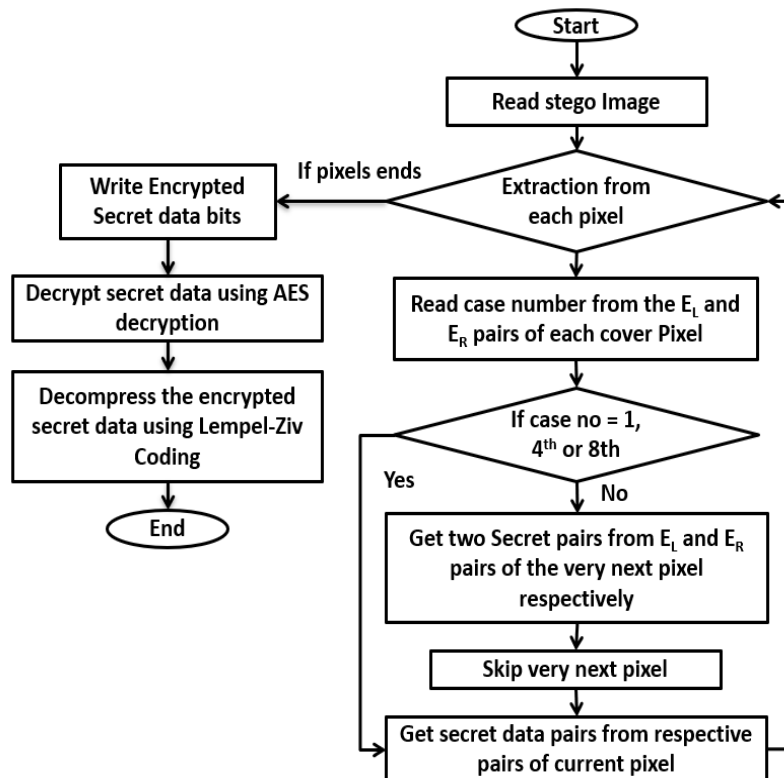 Start
Read stego Image
If pixels ends
Extraction from
each pixel
Write Encrypted
Secret data bits
Decrypt secret data using AES
decryption
Decompress the encrypted
secret data using Lempel-Ziv
Coding
End
Read case number from the E_L and
E_R pairs of each cover Pixel
If case no = 1,
4th or 8th
Yes
No
Get two Secret pairs from E_L and E_R
pairs of the very next pixel
respectively
Skip very next pixel
Get secret data pairs from respective
pairs of current pixel